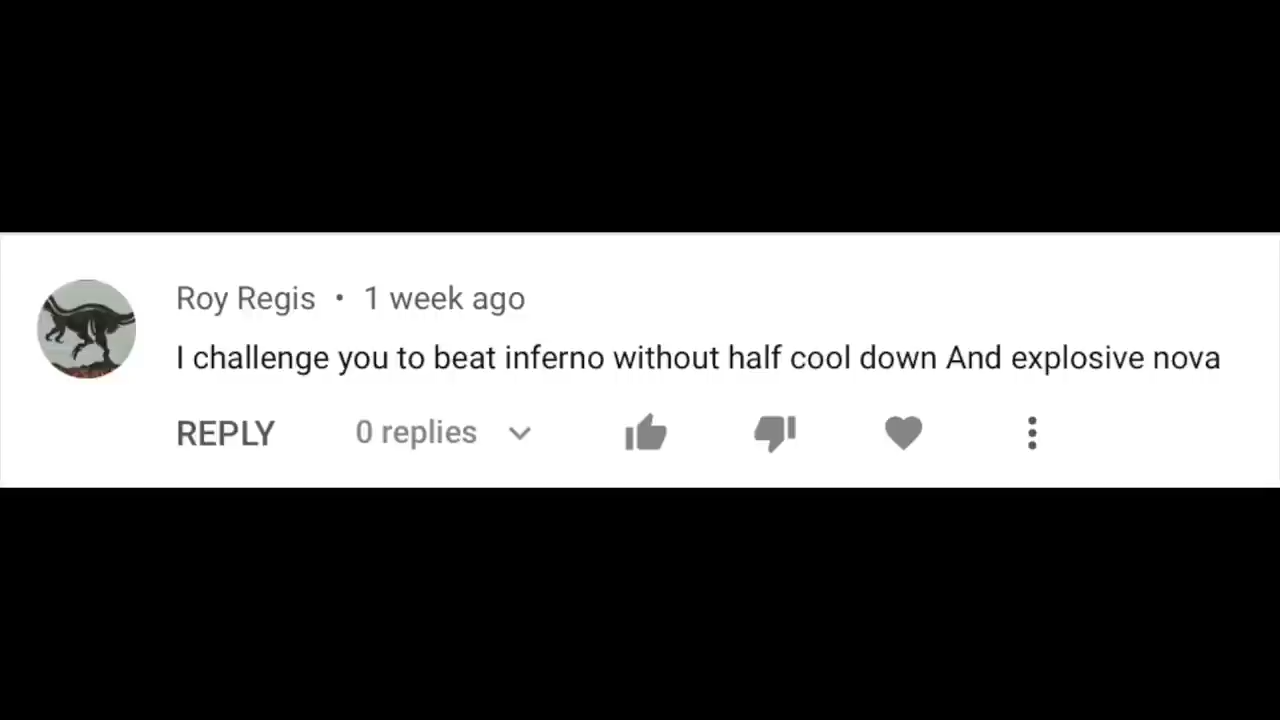 Roy Regis • 1 week ago
I challenge you to beat inferno without half cool down And explosive nova
REPLY 0 replies